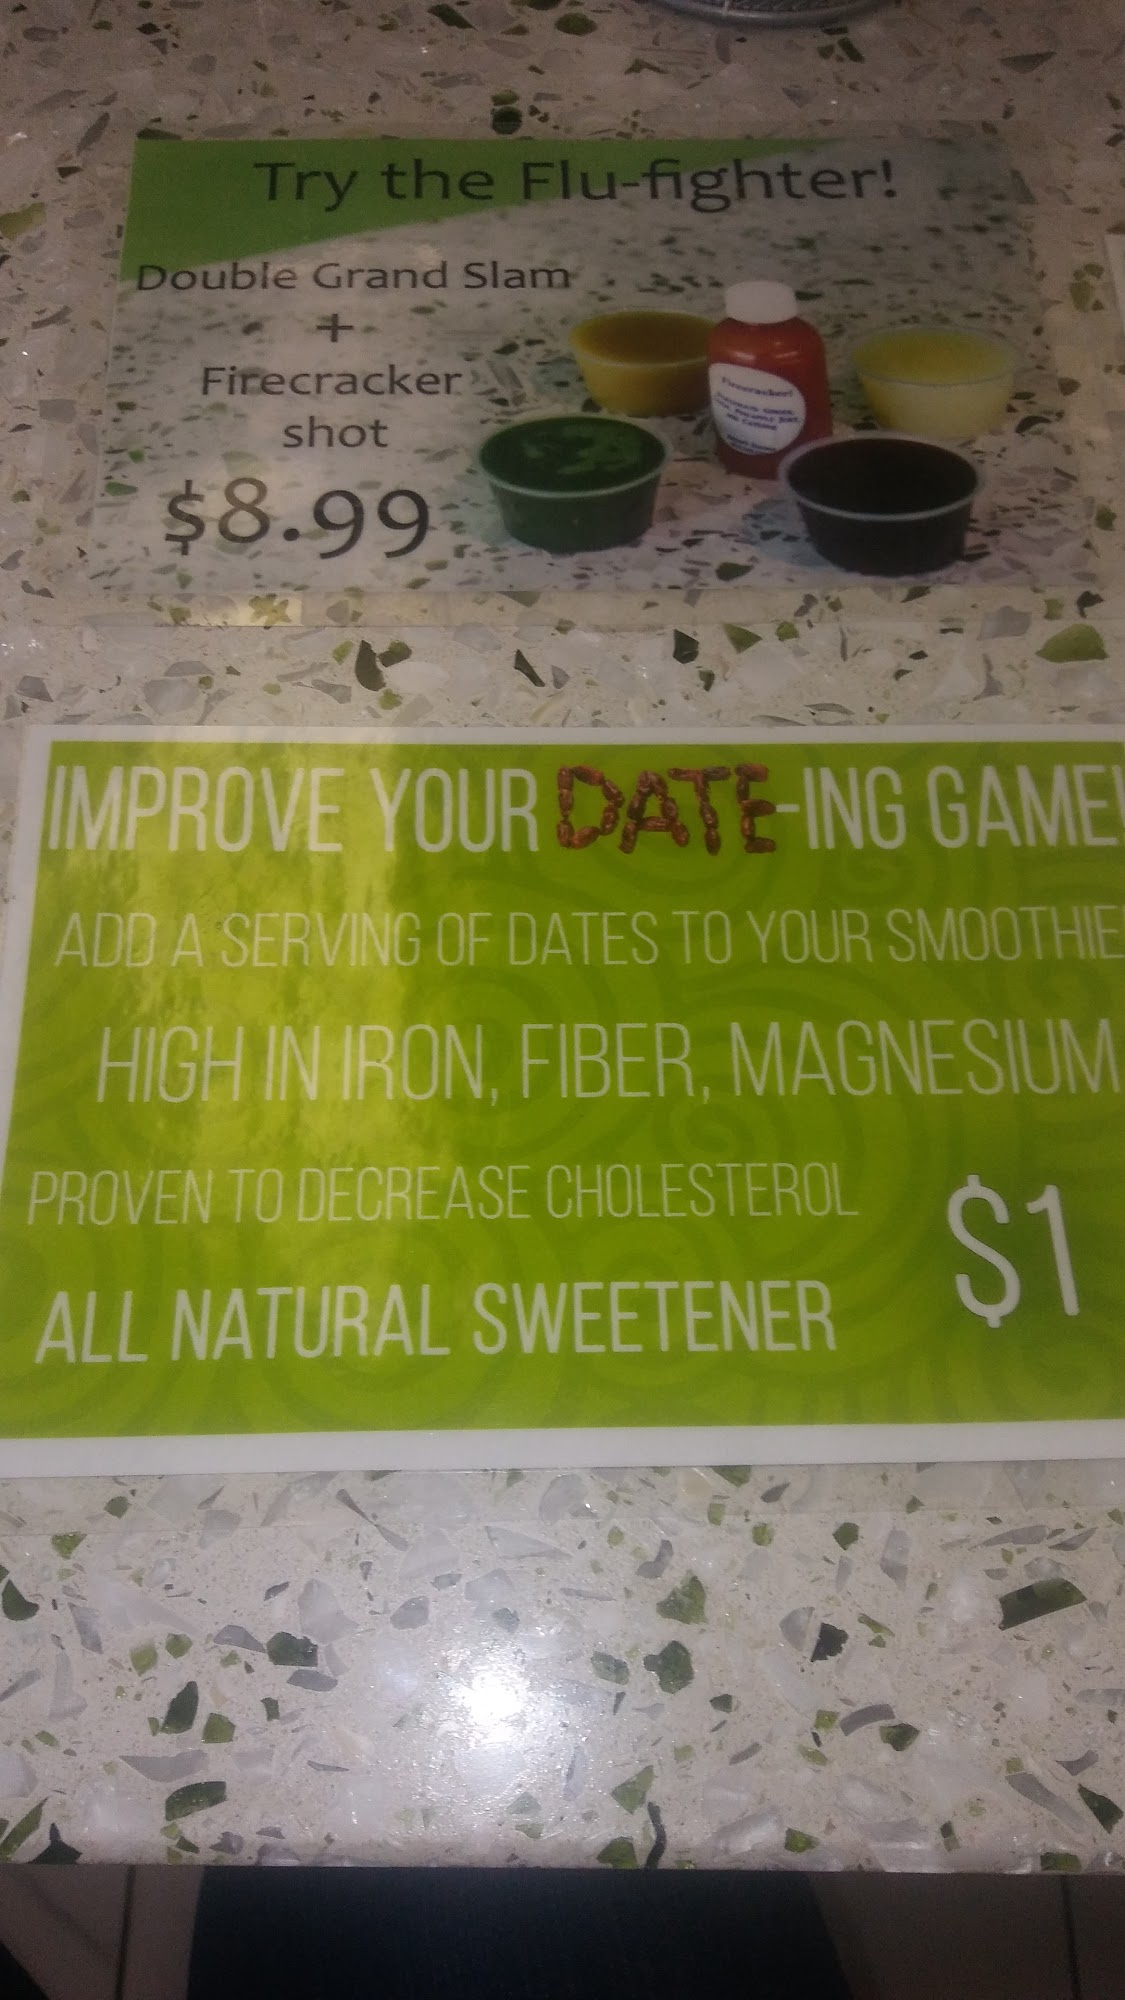 Try the Flu-fighter!
Double Grand Slam
+
Firecracker
shot
$8.99
Firecracker!
IMPROVE YOUR DATE-ING GAME!
ADD A SERVING OF DATES TO YOUR SMOOTHIE
HIGH IN IRON, FIBER, MAGNESIUM
PROVEN TO DECREASE CHOLESTEROL
$1
ALL NATURAL SWEETENER